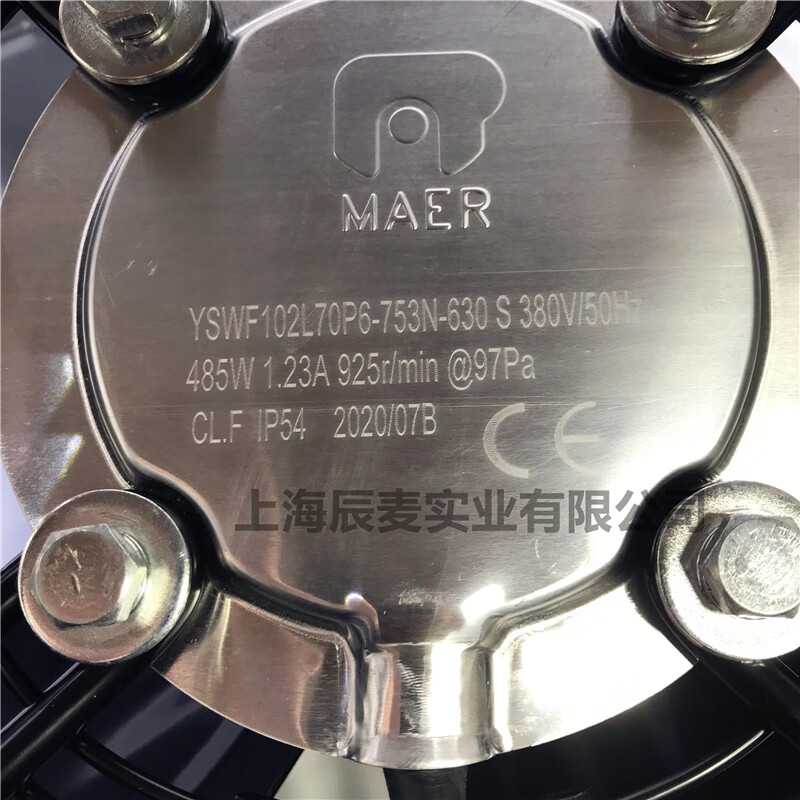 MAER
YSWF102L70P6-753N-630 S 380V/50Hz
485W 1.23A 925r/min @97Pa
CL.F IP54 2020/07B CE
上海辰麦实业有限公司